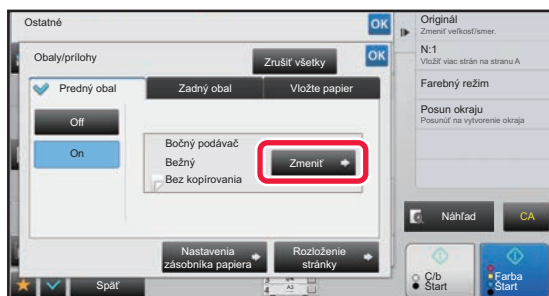 Ostatné
OK
Obaly/prílohy
Zrušiť všetky
OK
Predný obal
Zadný obal
Vložte papier
Off
On
Bočný podávač
Bežný
Bez kopírovania
Zmeniť
Nastavenia
zásobníka papiera
Rozloženie
stránky
Späť
A3
Originál
Zmeniť veľkosť/smer.
N:1
Vložiť viac strán na stranu A
Farebný režim
Posun okraju
Posunúť na vytvorenie okraja
Náhľad
CA
Č/b
Štart
Farba
Štart